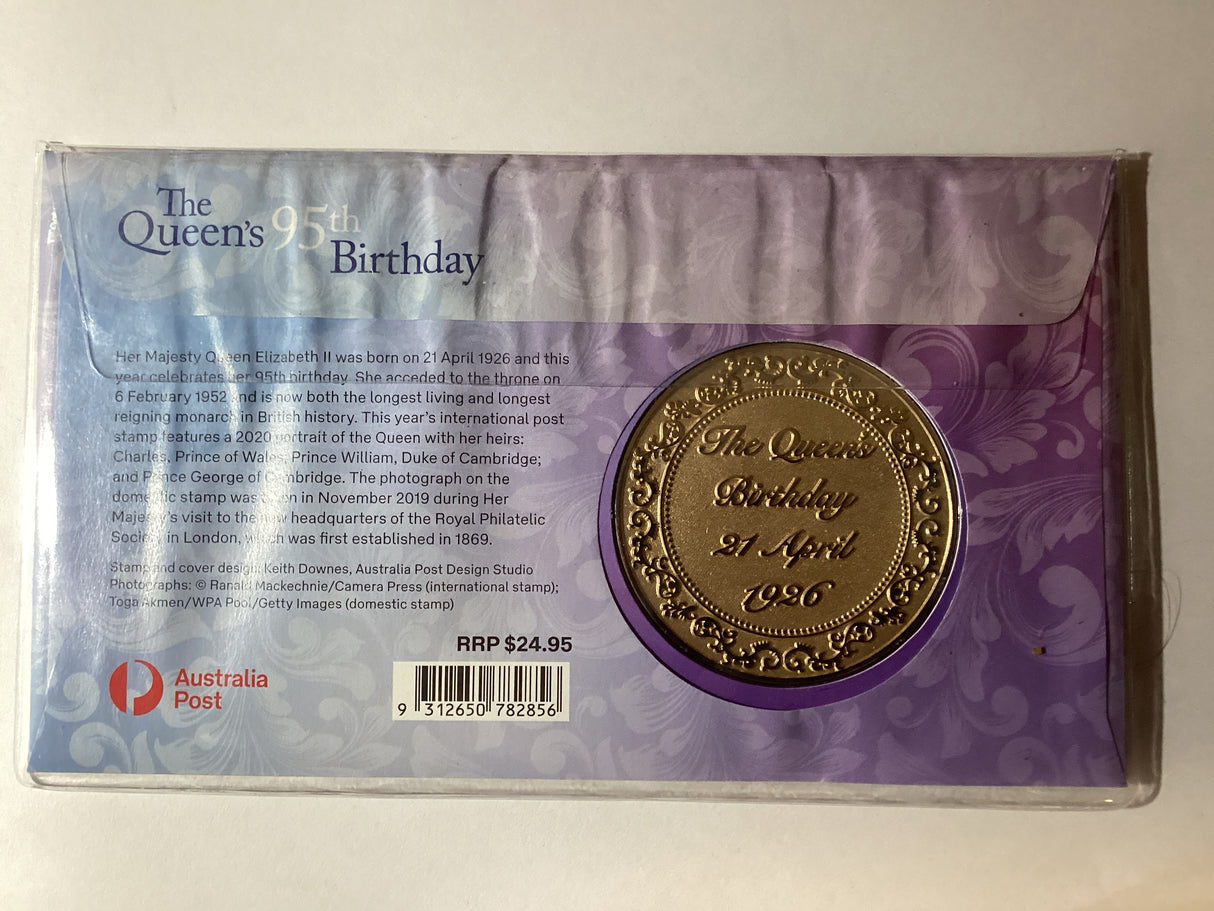 The
Queen's 95th
Birthday
Her Majesty Queen Elizabeth II was born on 21 April 1926 and this
year celebrates her 95th birthday. She acceded to the throne on
6 February 1952 and is now both the longest living and longest
reigning monarch in British history. This year's international post
stamp features a 2020 portrait of the Queen with her heirs:
Charles, Prince of Wales; Prince William, Duke of Cambridge;
and Prince George of Cambridge. The photograph on the
domestic stamp was taken in November 2019 during Her
Majesty's visit to the new headquarters of the Royal Philatelic
Society in London, which was first established in 1869.
Stamp and cover design: Keith Downes, Australia Post Design Studio
Photographs: © Ranald Mackechnie/Camera Press (international stamp);
Toga Akmen/WPA Pool/Getty Images (domestic stamp)
RRP $24.95
Australia
Post
9 312650 782856
The Queen's
Birthday
21 April
1926